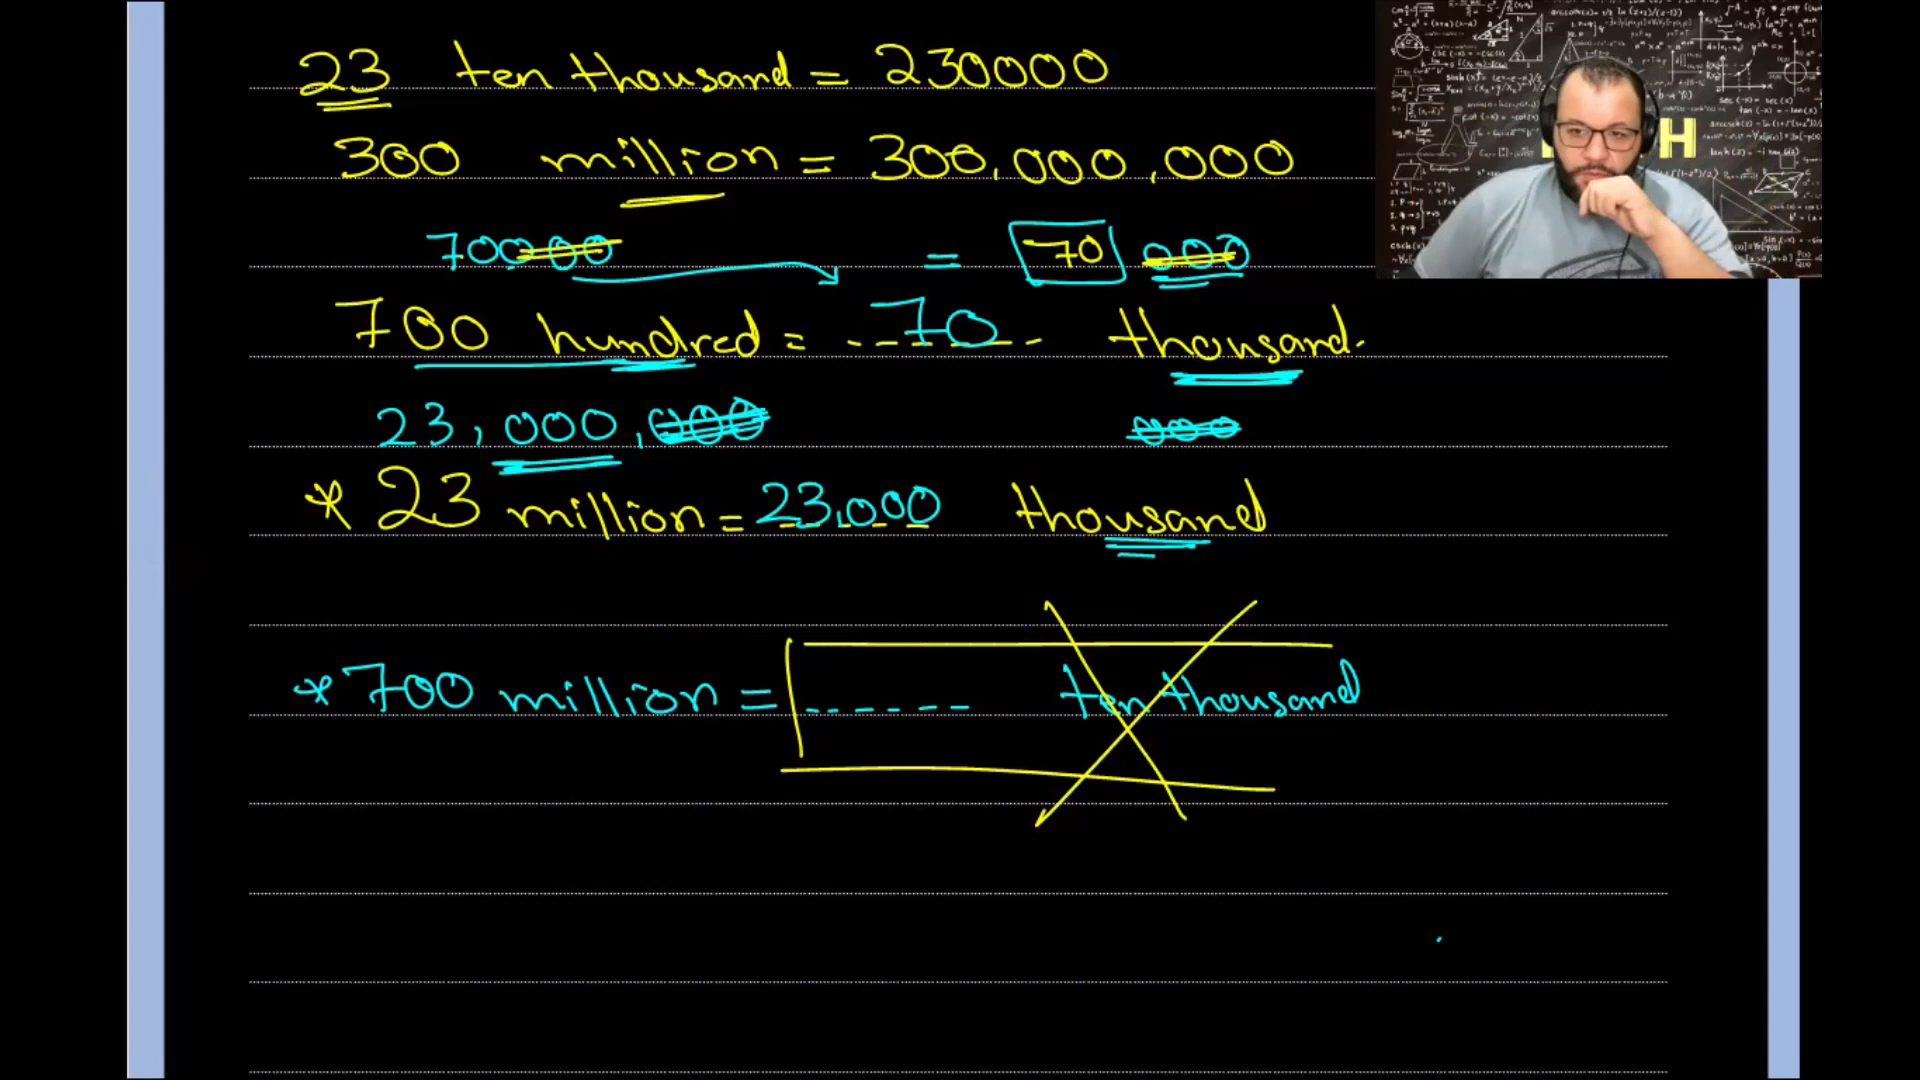 23 ten thousand = 230000
300 million = 300,000,000
70000 = 70 000
700 hundred = 70 thousand.
23,000,000 000
* 23 million = 23,000 thousand
* 700 million = ------ ten thousand
H